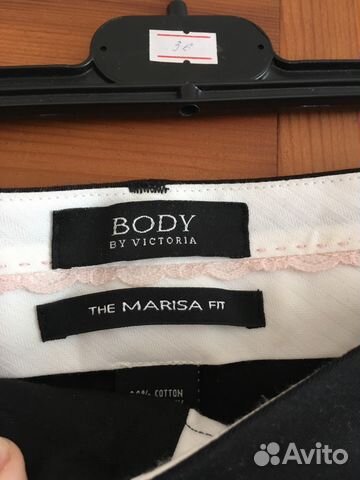 36
BODY
BY VICTORIA
THE MARISA FIT
% COTTON
Avito